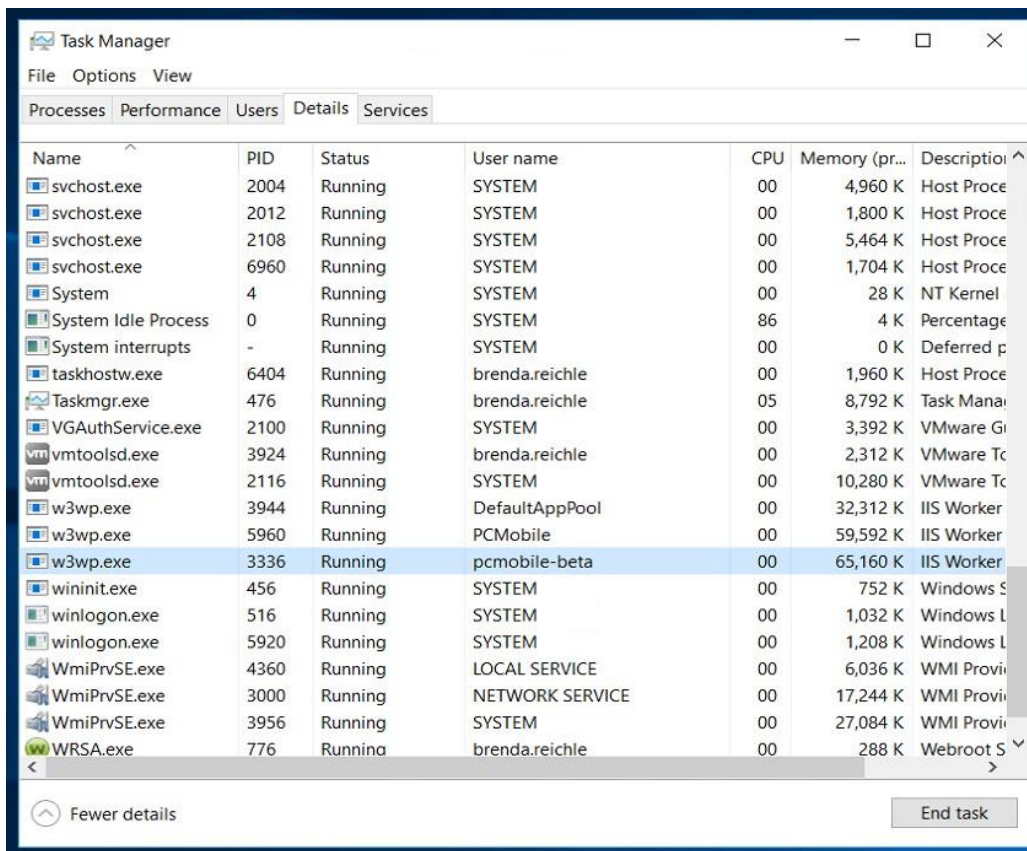 Task Manager
File Options View
Processes Performance Users Details Services
Name PID Status User name CPU Memory (pr... Description
svchost.exe 2004 Running SYSTEM 00 4,960 K Host Proce
svchost.exe 2012 Running SYSTEM 00 1,800 K Host Proce
svchost.exe 2108 Running SYSTEM 00 5,464 K Host Proce
svchost.exe 6960 Running SYSTEM 00 1,704 K Host Proce
System 4 Running SYSTEM 00 28 K NT Kernel
System Idle Process 0 Running SYSTEM 86 4 K Percentage
System interrupts - Running SYSTEM 00 0 K Deferred p
taskhostw.exe 6404 Running brenda.reichle 00 1,960 K Host Proce
Taskmgr.exe 476 Running brenda.reichle 05 8,792 K Task Manag
VGAuthService.exe 2100 Running SYSTEM 00 3,392 K VMware Gu
vm vmtoolsd.exe 3924 Running brenda.reichle 00 2,312 K VMware To
vm vmtoolsd.exe 2116 Running SYSTEM 00 10,280 K VMware To
w3wp.exe 3944 Running DefaultAppPool 00 32,312 K IIS Worker
w3wp.exe 5960 Running PCMobile 00 59,592 K IIS Worker
w3wp.exe 3336 Running pcmobile-beta 00 65,160 K IIS Worker
wininit.exe 456 Running SYSTEM 00 752 K Windows S
winlogon.exe 516 Running SYSTEM 00 1,032 K Windows L
winlogon.exe 5920 Running SYSTEM 00 1,208 K Windows L
WmiPrvSE.exe 4360 Running LOCAL SERVICE 00 6,036 K WMI Provi
WmiPrvSE.exe 3000 Running NETWORK SERVICE 00 17,244 K WMI Provi
WmiPrvSE.exe 3956 Running SYSTEM 00 27,084 K WMI Provi
W WRSA.exe 776 Running brenda.reichle 00 288 K Webroot S
Fewer details End task